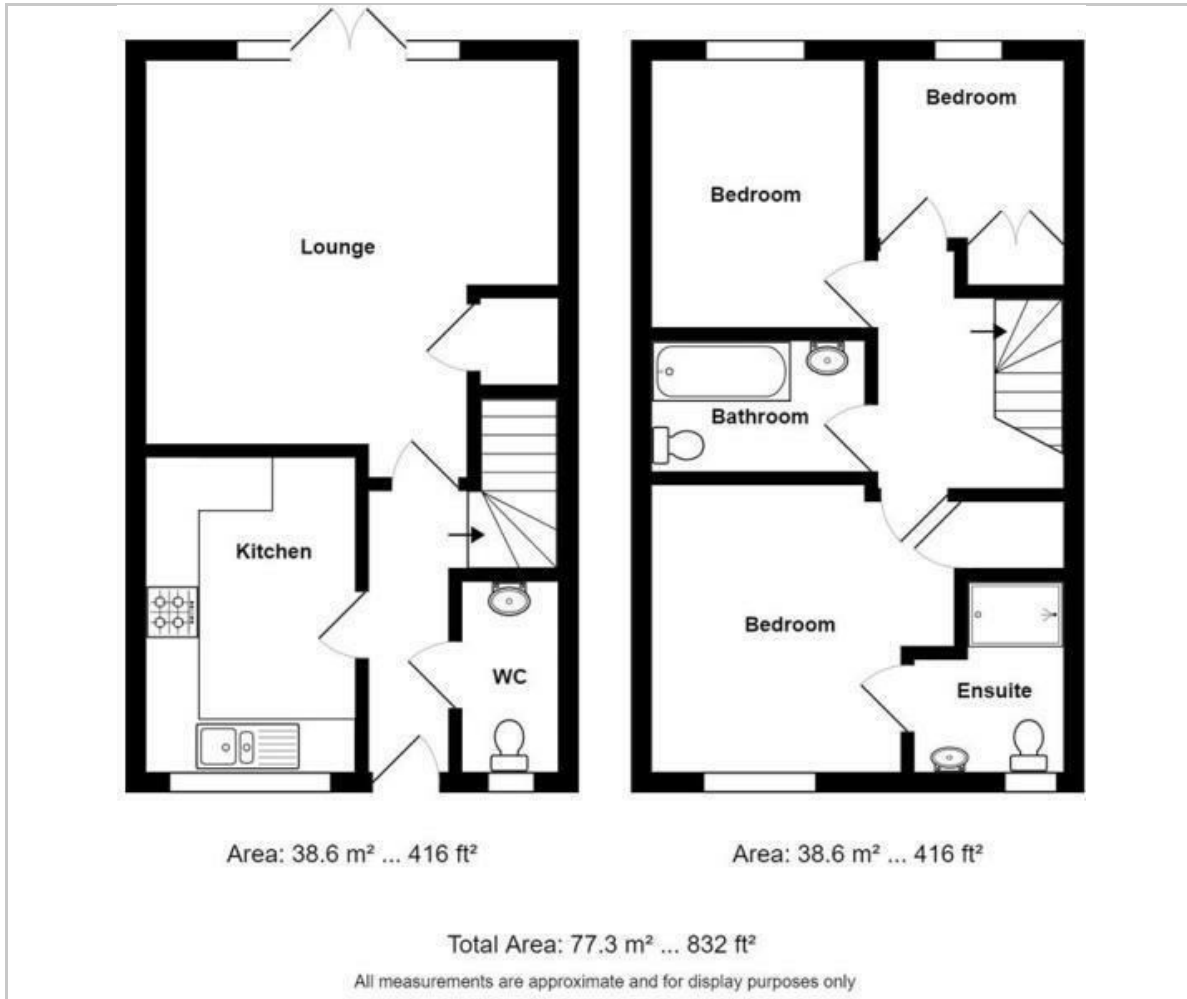 Bedroom
Bedroom
Lounge
Bathroom
Kitchen
Bedroom
WC
Ensuite
Area: 38.6 m² ... 416 ft²
Area: 38.6 m² ... 416 ft²
Total Area: 77.3 m² ... 832 ft²
All measurements are approximate and for display purposes only